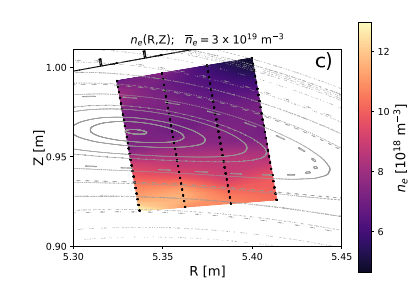 n_e(R,Z); n̅_e = 3 × 10^19 m^−3
c)
1.00
0.95
0.90
Z [m]
5.30 5.35 5.40 5.45
R [m]
12
10
8
6
n_e [10^18 m^−3]